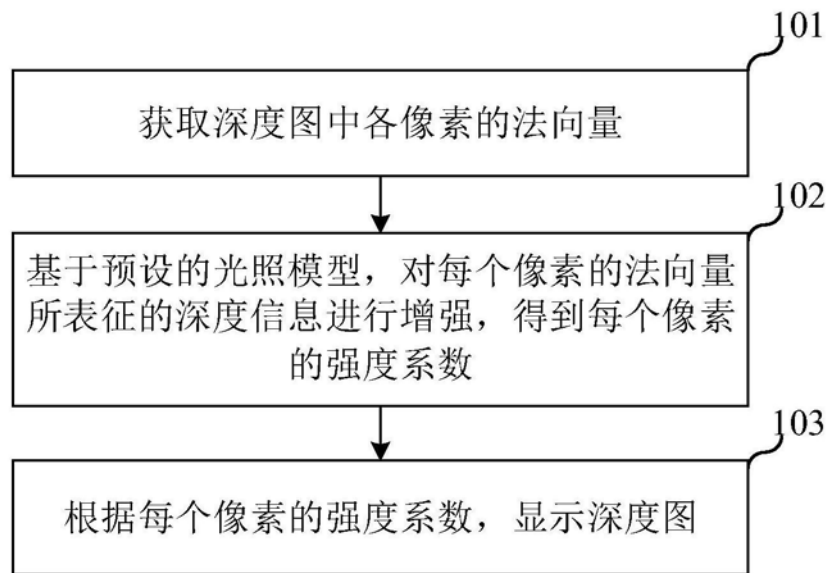 101
获取深度图中各像素的法向量
102
基于预设的光照模型，对每个像素的法向量
所表征的深度信息进行增强，得到每个像素
的强度系数
103
根据每个像素的强度系数，显示深度图